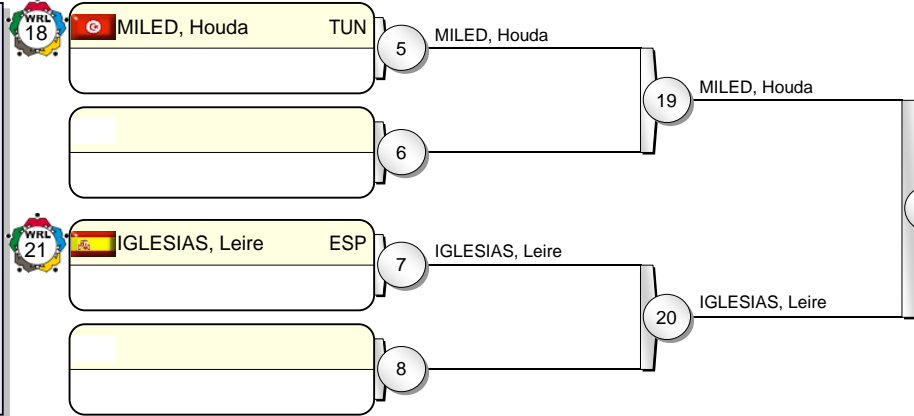 WRL
18
MILED, Houda TUN
5
MILED, Houda
6
19
MILED, Houda
WRL
21
IGLESIAS, Leire ESP
7
IGLESIAS, Leire
8
20
IGLESIAS, Leire